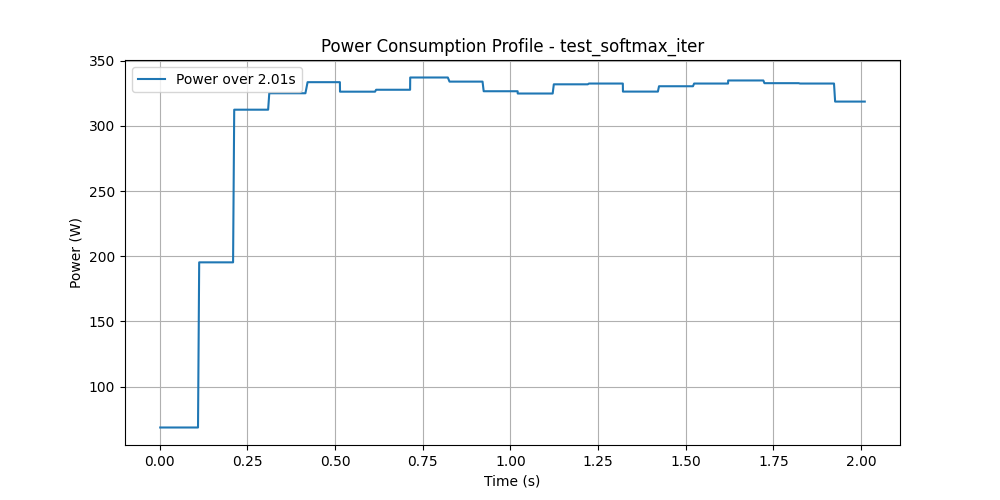 Power Consumption Profile - test_softmax_iter
Power over 2.01s
350
300
250
200
150
100
Power (W)
0.00 0.25 0.50 0.75 1.00 1.25 1.50 1.75 2.00
Time (s)